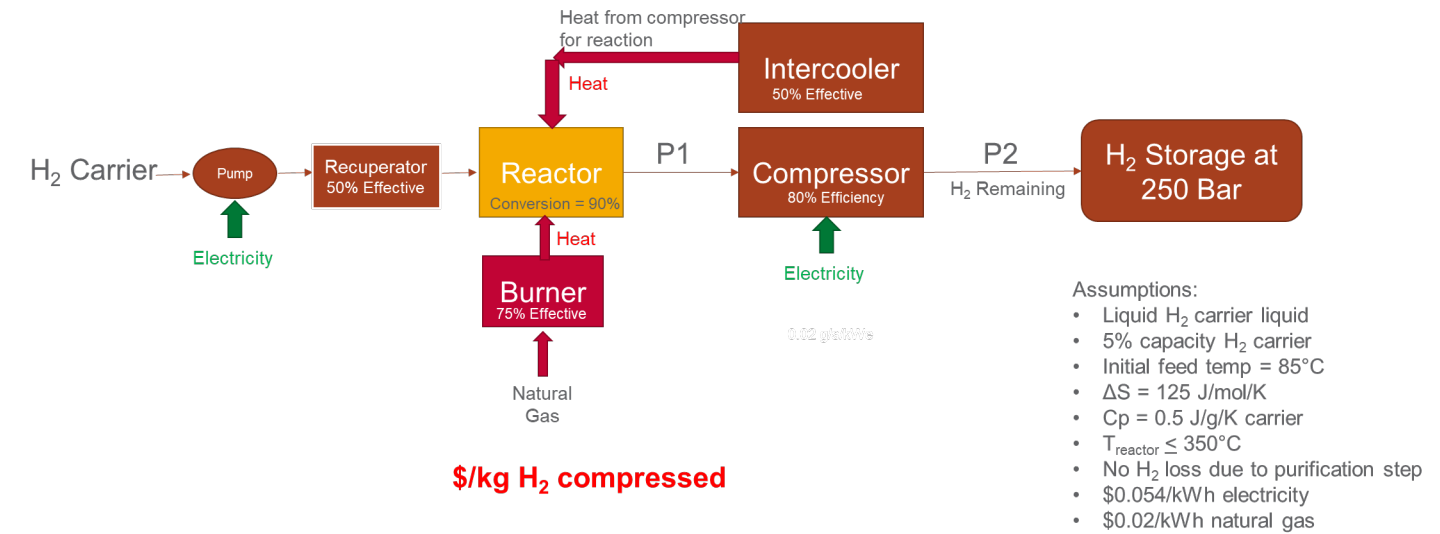 Heat from compressor
for reaction
Intercooler
50% Effective
Heat
H₂ Carrier
Pump
Recuperator
50% Effective
Reactor
Conversion = 90%
P1
Compressor
80% Efficiency
P2
H₂ Remaining
H₂ Storage at
250 Bar
Electricity
Heat
Electricity
Burner
75% Effective
Natural
Gas
$/kg H₂ compressed
Assumptions:
• Liquid H₂ carrier liquid
• 5% capacity H₂ carrier
• Initial feed temp = 85°C
• ΔS = 125 J/mol/K
• Cp = 0.5 J/g/K carrier
• Treactor ≤ 350°C
• No H₂ loss due to purification step
• $0.054/kWh electricity
• $0.02/kWh natural gas